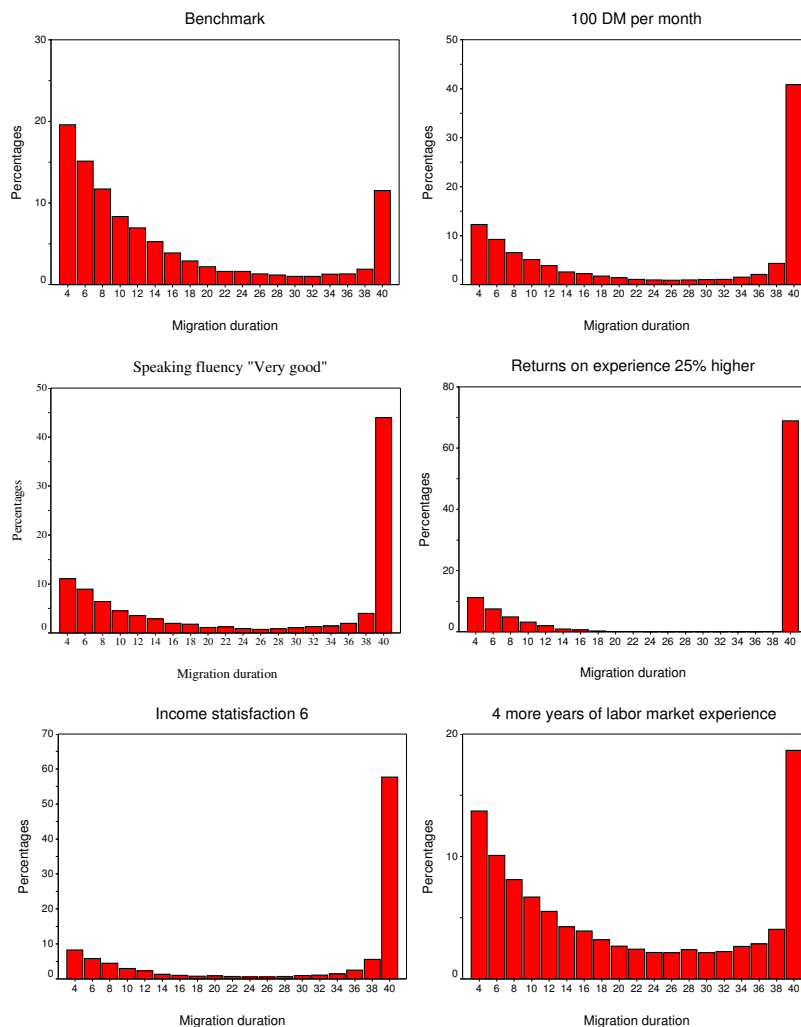 Benchmark
30
20
10
0
Percentages
4 6 8 10 12 14 16 18 20 22 24 26 28 30 32 34 36 38 40
Migration duration
100 DM per month
50
40
30
20
10
0
Percentages
4 6 8 10 12 14 16 18 20 22 24 26 28 30 32 34 36 38 40
Migration duration
Speaking fluency "Very good"
50
40
30
20
10
0
Percentages
4 6 8 10 12 14 16 18 20 22 24 26 28 30 32 34 36 38 40
Migration duration
Returns on experience 25% higher
80
60
40
20
0
Percentages
4 6 8 10 12 14 16 18 20 22 24 26 28 30 32 34 36 38 40
Migration duration
Income statisfaction 6
70
60
50
40
30
20
10
0
Percentages
4 6 8 10 12 14 16 18 20 22 24 26 28 30 32 34 36 38 40
Migration duration
4 more years of labor market experience
20
10
0
Percentages
4 6 8 10 12 14 16 18 20 22 24 26 28 30 32 34 36 38 40
Migration duration